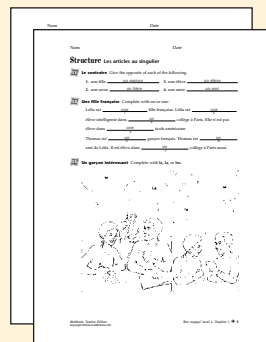 Nom Date
Nom Date
Structure Les articles au singulier
Le contraire Give the opposite of each of the following.
1. une fille un garçon 3. une élève un élève
2. une sœur un frère 4. une amie un ami
Une fille française Complete with un or une.
Leïla est une fille française. Leïla est une
élève intelligente dans un collège à Paris. Elle n'est pas
élève dans une école américaine.
Thomas est un garçon français. Thomas est un
ami de Leïla. Il est élève dans un collège à Paris aussi.
Un garçon intéressant Complete with le, la, or les.
Workbook, Teacher Edition
Bon voyage! Level 1, Chapitre 1